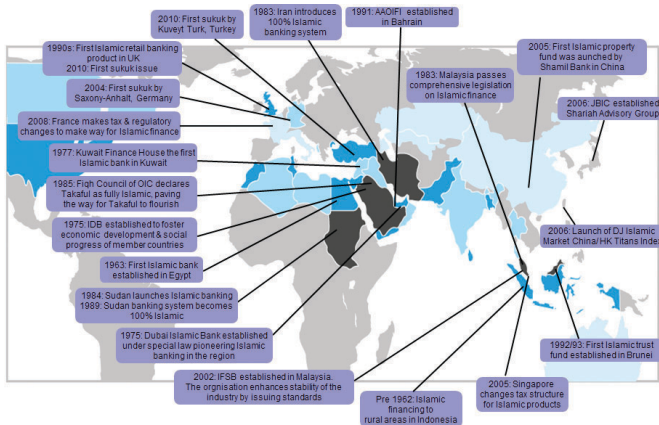 2010: First sukuk by
Kuveyt Turk, Turkey
1983: Iran introduces
100% Islamic
banking system
1991: AAOIFI established
in Bahrain
1990s: First Islamic retail banking
product in UK
2010: First sukuk issue
2005: First Islamic property
fund was aunched by
Shamil Bank in China
1983: Malaysia passes
comprehensive legislation
on Islamic finance
2004: First sukuk by
Saxony-Anhalt, Germany
2006: JBIC established
Shariah Advisory Group
2008: France makes tax & regulatory
changes to make way for Islamic finance
1977: Kuwait Finance House the first
Islamic bank in Kuwait
1985: Fiqh Council of OIC declares
Takaful as fully Islamic, paving
the way for Takaful to flourish
1975: IDB established to foster
economic development & social
progress of member countries
2006: Launch of DJ Islamic
Market China/HK Titans Index
1963: First Islamic bank
established in Egypt
1984: Sudan launches Islamic banking
1989: Sudan banking system becomes
100% Islamic
1975: Dubai Islamic Bank established
under special law pioneering Islamic
banking in the region
1992/93: First Islamic trust
fund established in Brunei
2002: IFSB established in Malaysia.
The orgnisation enhances stability of the
industry by issuing standards
Pre 1962: Islamic
financing to
rural areas in Indonesia
2005: Singapore
changes tax structure
for Islamic products